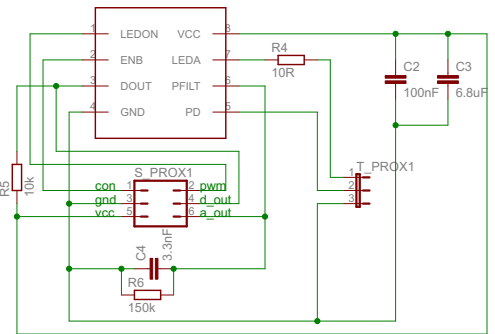 1 LEDON VCC 8
2 ENB LEDA 7
3 DOUT PFILT 6
4 GND PD 5
R4
10R
C2
100nF
C3
6.8uF
R5
10k
S_PROX1
con 1 2 pwm
gnd 3 4 d_out
vcc 5 6 a_out
T_PROX1
1
2
3
C4
3.3nF
R6
150k